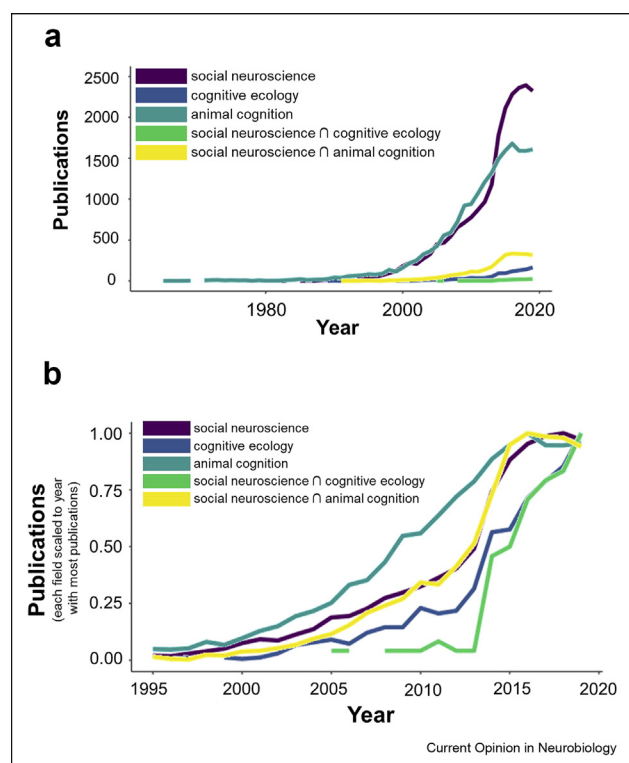 a
2500
2000
1500
1000
500
0
Publications
social neuroscience
cognitive ecology
animal cognition
social neuroscience ∩ cognitive ecology
social neuroscience ∩ animal cognition
1980
2000
2020
Year
b
1.00
0.75
0.50
0.25
0.00
Publications
(each field scaled to year
with most publications)
social neuroscience
cognitive ecology
animal cognition
social neuroscience ∩ cognitive ecology
social neuroscience ∩ animal cognition
1995
2000
2005
2010
2015
2020
Year
Current Opinion in Neurobiology